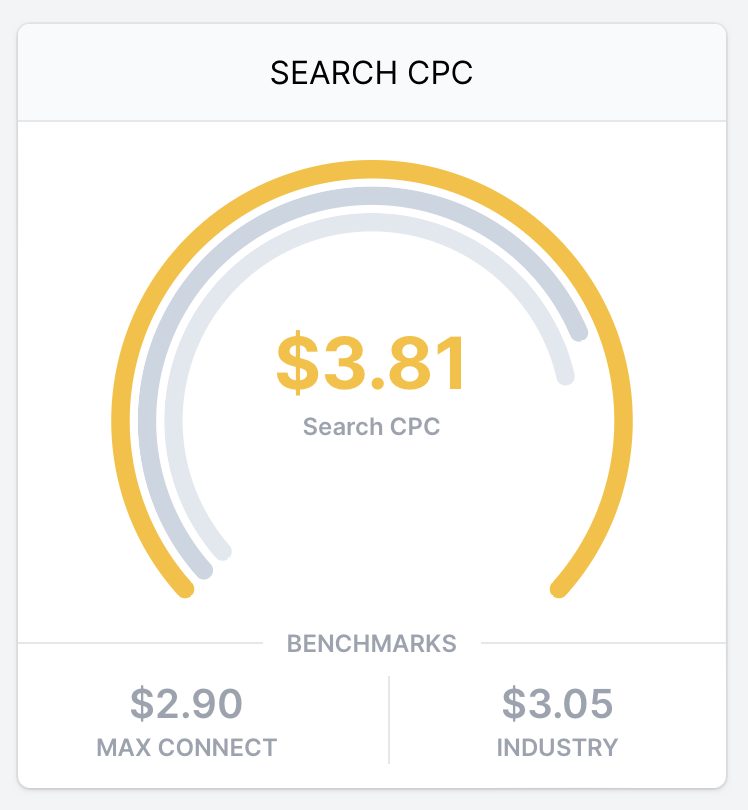 SEARCH CPC
$3.81
Search CPC
BENCHMARKS
$2.90
MAX CONNECT
$3.05
INDUSTRY